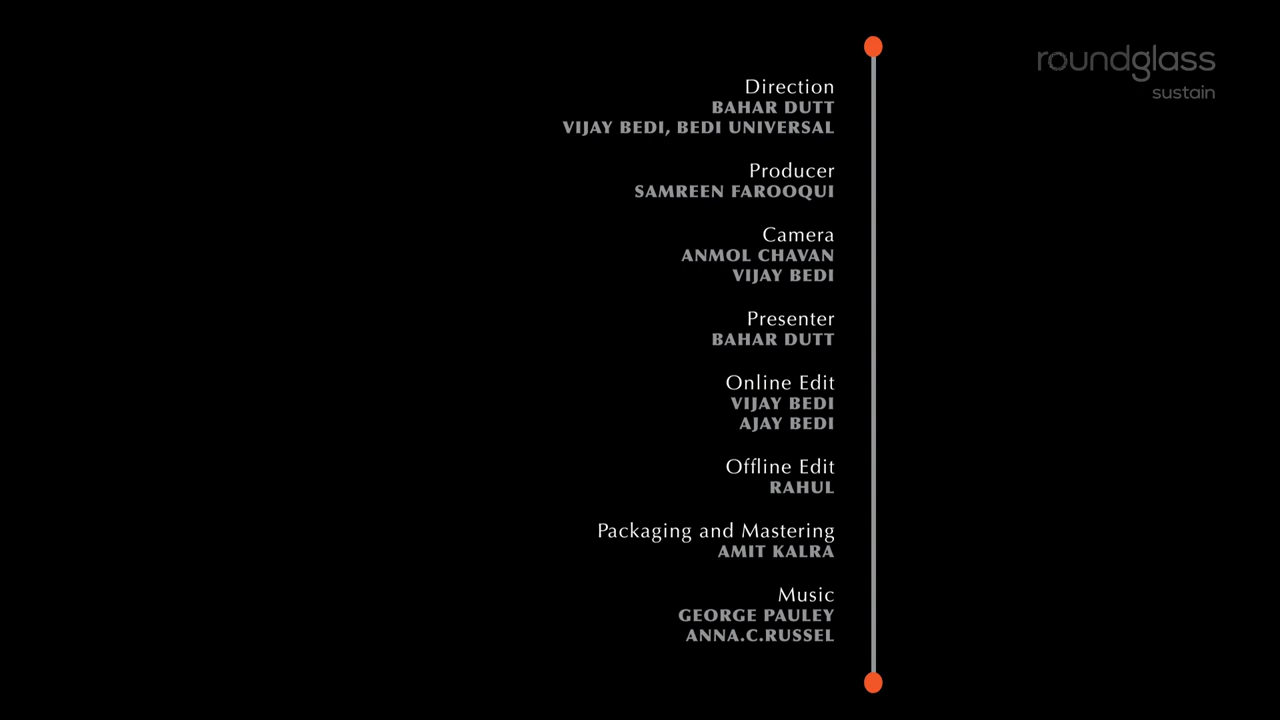 roundglass
sustain
Direction
BAHAR DUTT
VIJAY BEDI, BEDI UNIVERSAL
Producer
SAMREEN FAROOQUI
Camera
ANMOL CHAVAN
VIJAY BEDI
Presenter
BAHAR DUTT
Online Edit
VIJAY BEDI
AJAY BEDI
Offline Edit
RAHUL
Packaging and Mastering
AMIT KALRA
Music
GEORGE PAULEY
ANNA.C.RUSSEL